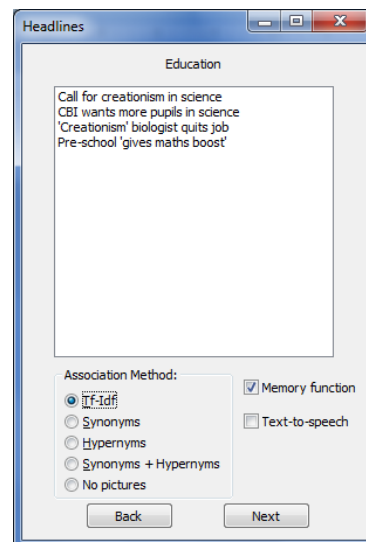 Headlines
Education
Call for creationism in science
CBI wants more pupils in science
'Creationism' biologist quits job
Pre-school 'gives maths boost'
Association Method:
Tf-Idf
Synonyms
Hypernyms
Synonyms + Hypernyms
No pictures
Memory function
Text-to-speech
Back Next